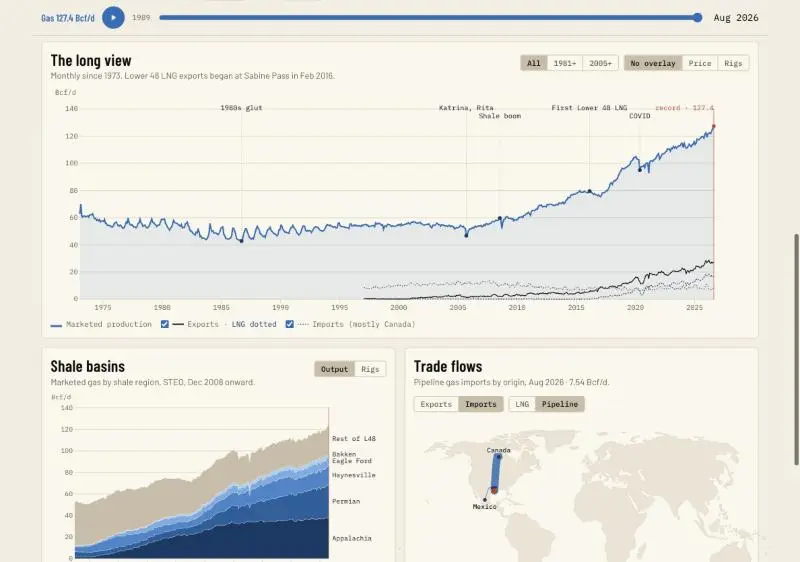 Gas 127.4 Bcf/d
1989
Aug 2026
The long view
Monthly since 1973. Lower 48 LNG exports began at Sabine Pass in Feb 2016.
All 1981+ 2005+ No overlay Price Rigs
Bcf/d
1980s glut
Katrina, Rita
Shale boom
First Lower 48 LNG
COVID
record · 127.4
140
120
100
80
60
40
20
0
1975 1980 1985 1990 1995 2000 2005 2010 2015 2020 2025
Marketed production Exports · LNG dotted Imports (mostly Canada)
Shale basins
Marketed gas by shale region, STEO, Dec 2008 onward.
Output Rigs
Bcf/d
140
120
100
80
60
40
20
0
Rest of L48
Bakken
Eagle Ford
Haynesville
Permian
Appalachia
Trade flows
Pipeline gas imports by origin, Aug 2026 · 7.54 Bcf/d.
Exports Imports LNG Pipeline
Canada
Mexico